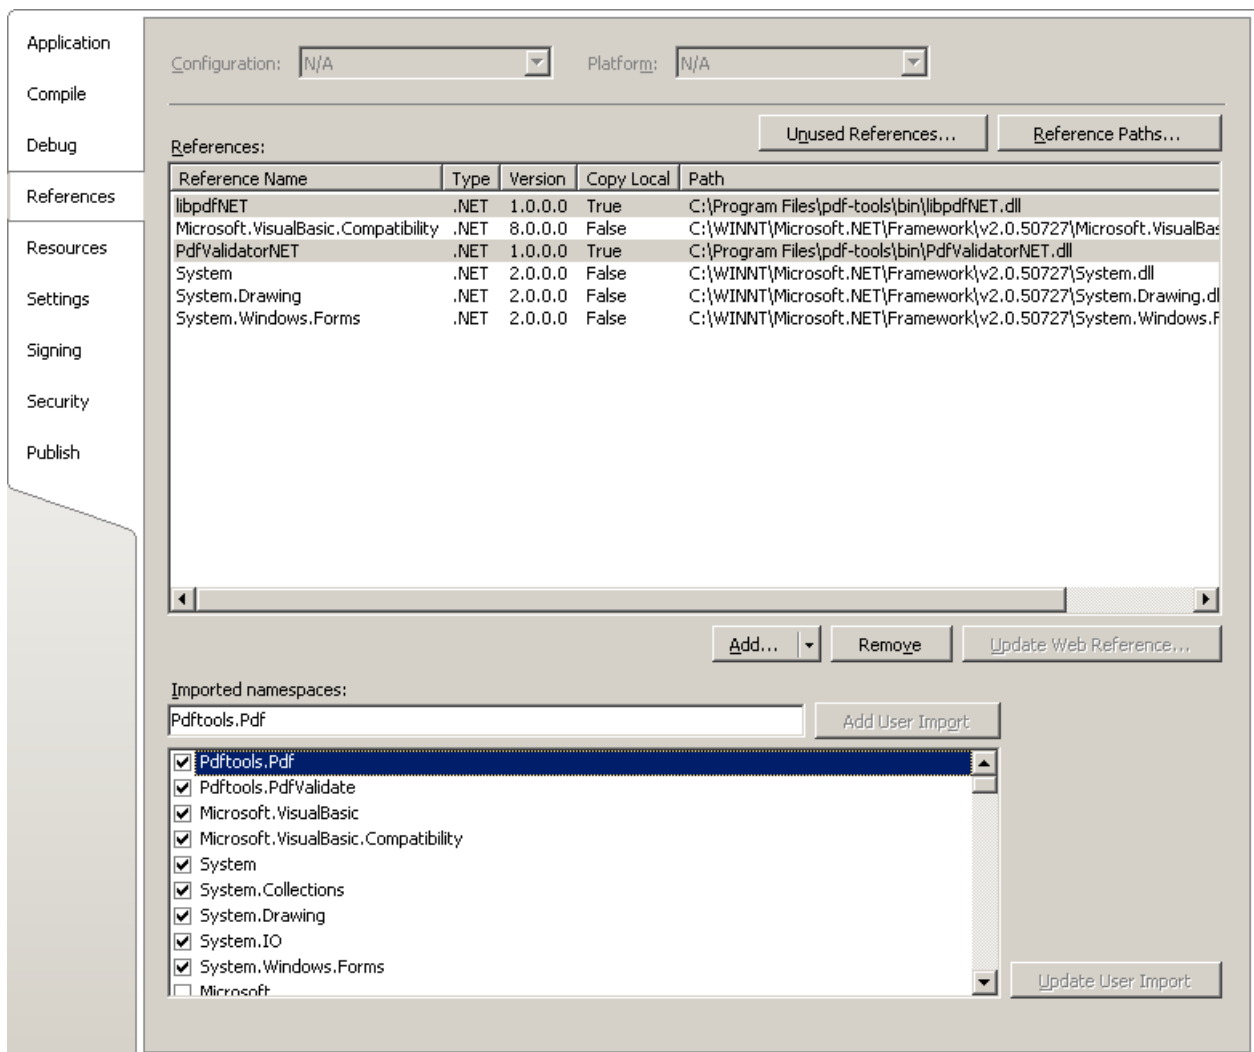 Application
Compile
Debug
References
Resources
Settings
Signing
Security
Publish
Configuration: N/A Platform: N/A
Unused References... Reference Paths...
References:
Reference Name Type Version Copy Local Path
libpdfNET .NET 1.0.0.0 True C:\Program Files\pdf-tools\bin\libpdfNET.dll
Microsoft.VisualBasic.Compatibility .NET 8.0.0.0 False C:\WINNT\Microsoft.NET\Framework\v2.0.50727\Microsoft.VisualBas
PdfValidatorNET .NET 1.0.0.0 True C:\Program Files\pdf-tools\bin\PdfValidatorNET.dll
System .NET 2.0.0.0 False C:\WINNT\Microsoft.NET\Framework\v2.0.50727\System.dll
System.Drawing .NET 2.0.0.0 False C:\WINNT\Microsoft.NET\Framework\v2.0.50727\System.Drawing.dl
System.Windows.Forms .NET 2.0.0.0 False C:\WINNT\Microsoft.NET\Framework\v2.0.50727\System.Windows.F
Add... Remove Update Web Reference...
Imported namespaces:
Pdftools.Pdf Add User Import
Pdftools.Pdf
Pdftools.PdfValidate
Microsoft.VisualBasic
Microsoft.VisualBasic.Compatibility
System
System.Collections
System.Drawing
System.IO
System.Windows.Forms
Microsoft
Update User Import